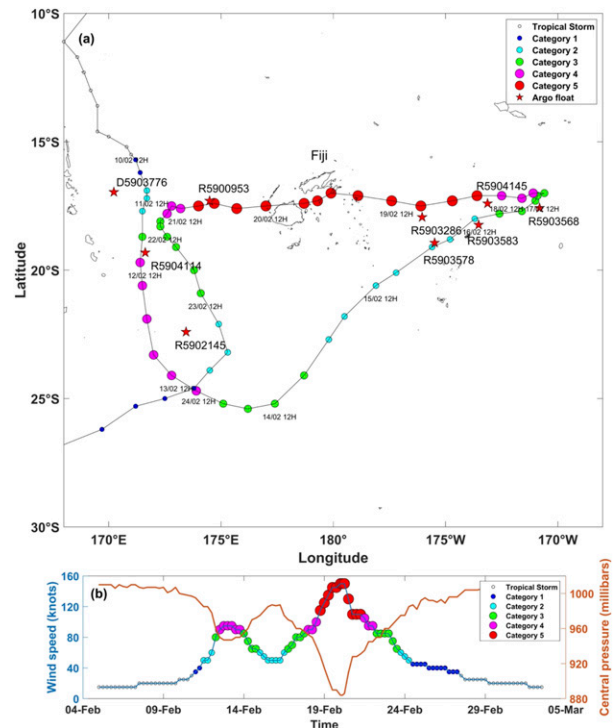 10°S
(a)
Tropical Storm
Category 1
Category 2
Category 3
Category 4
Category 5
Argo float
15°S
Fiji
10/02 12H
D5903776
R5900953
R5904145
11/02 12H
21/02 12H
20/02 12H
19/02 12H
18/02 12H
17/02 12H
R5903568
R5903286
16/02 12H
R5903583
22/02 12H
R5904114
R5903578
Latitude
20°S
12/02 12H
15/02 12H
23/02 12H
R5902145
13/02 12H
24/02 12H
25°S
14/02 12H
30°S
170°E
175°E
180°
175°W
170°W
Longitude
160
(b)
Tropical Storm
Category 1
Category 2
Category 3
Category 4
Category 5
1000
120
960
80
920
40
880
0
Wind speed (knots)
Central pressure (millibars)
04-Feb
09-Feb
14-Feb
19-Feb
24-Feb
29-Feb
05-Mar
Time